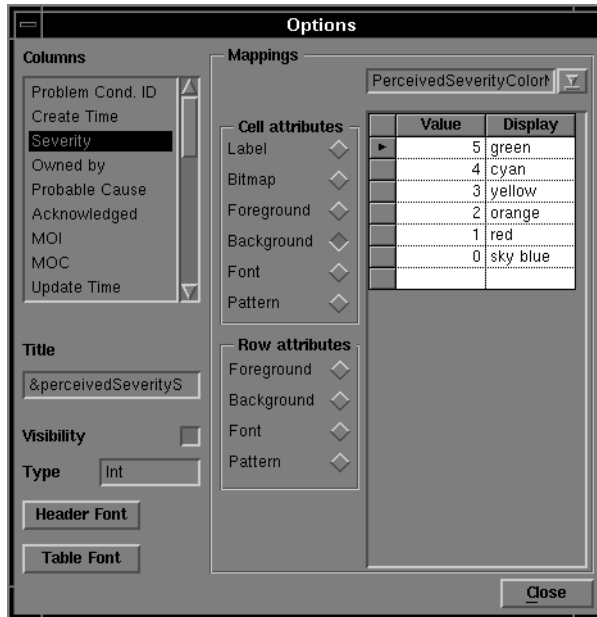 Options
Columns
Problem Cond. ID
Create Time
Severity
Owned by
Probable Cause
Acknowledged
MOI
MOC
Update Time
Title
&perceivedSeverityS
Visibility
Type Int
Header Font
Table Font
Mappings
PerceivedSeverityColorM
Cell attributes
Label
Bitmap
Foreground
Background
Font
Pattern
Row attributes
Foreground
Background
Font
Pattern
Value Display
5 green
4 cyan
3 yellow
2 orange
1 red
0 sky blue
Close